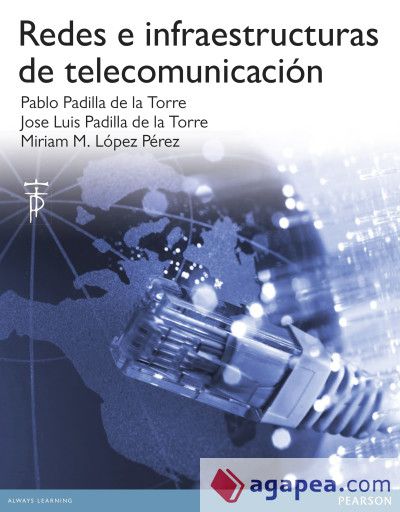 Redes e infraestructuras
de telecomunicación
Pablo Padilla de la Torre
Jose Luis Padilla de la Torre
Miriam M. López Pérez
ALWAYS LEARNING
agapea.com
PEARSON